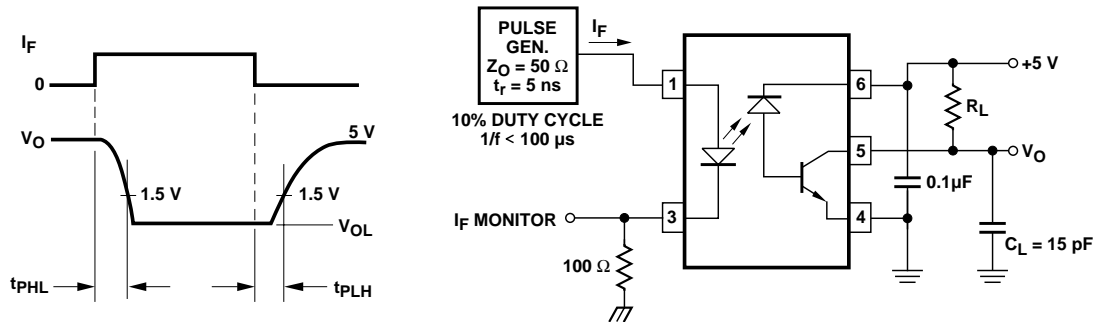 I_F
0
V_O
5 V
1.5 V
1.5 V
V_OL
t_PHL
t_PLH
PULSE
GEN.
Z_O = 50 Ω
t_r = 5 ns
10% DUTY CYCLE
1/f < 100 µs
I_F
1
3
6
5
4
+5 V
R_L
V_O
0.1µF
C_L = 15 pF
I_F MONITOR
100 Ω